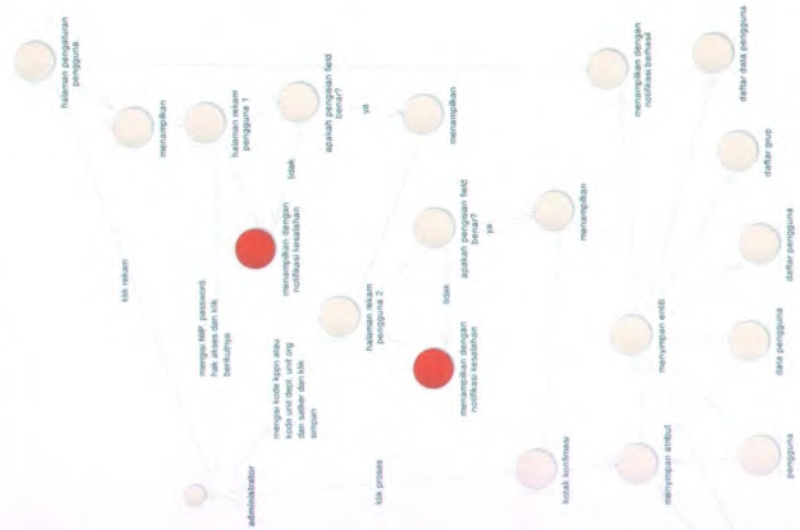 halaman pengaturan
pengguna
menampilkan
halaman rekam
pengguna 1
apakah pengisian field
benar?
ya
tidak
menampilkan
menampilkan dengan
notifikasi kesalahan
klik rekam
mengisi NIP, password,
hak akses dan klik
berikutnya
administrator
mengisi kode kppn atau
kode unit dept, unit org
dan satker dan klik
simpan
halaman rekam
pengguna 2
apakah pengisian field
benar?
ya
tidak
menampilkan dengan
notifikasi kesalahan
menampilkan
klik proses
kotak konfirmasi
menampilkan dengan
notifikasi berhasil
menyimpan atribut
menyimpan entiti
pengguna
data pengguna
daftar pengguna
daftar grup
daftar data pengguna